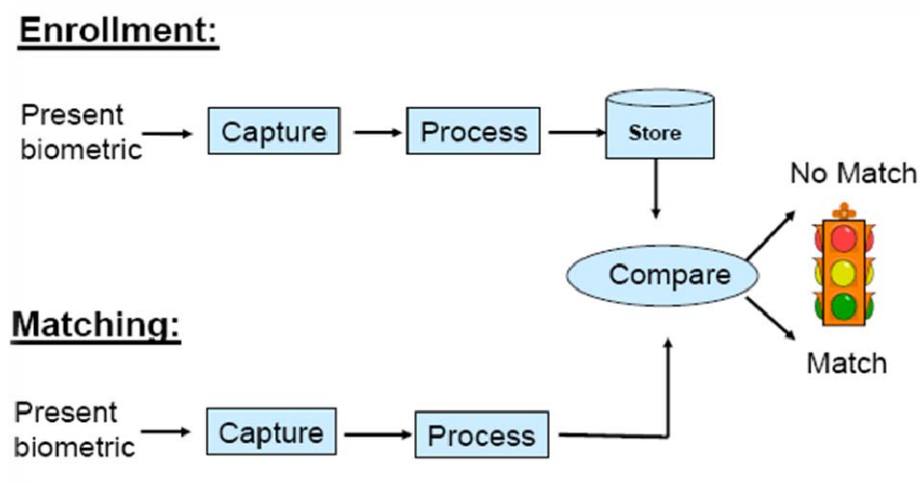 Enrollment:
Present
biometric
Capture
Process
Store
No Match
Compare
Match
Matching:
Present
biometric
Capture
Process